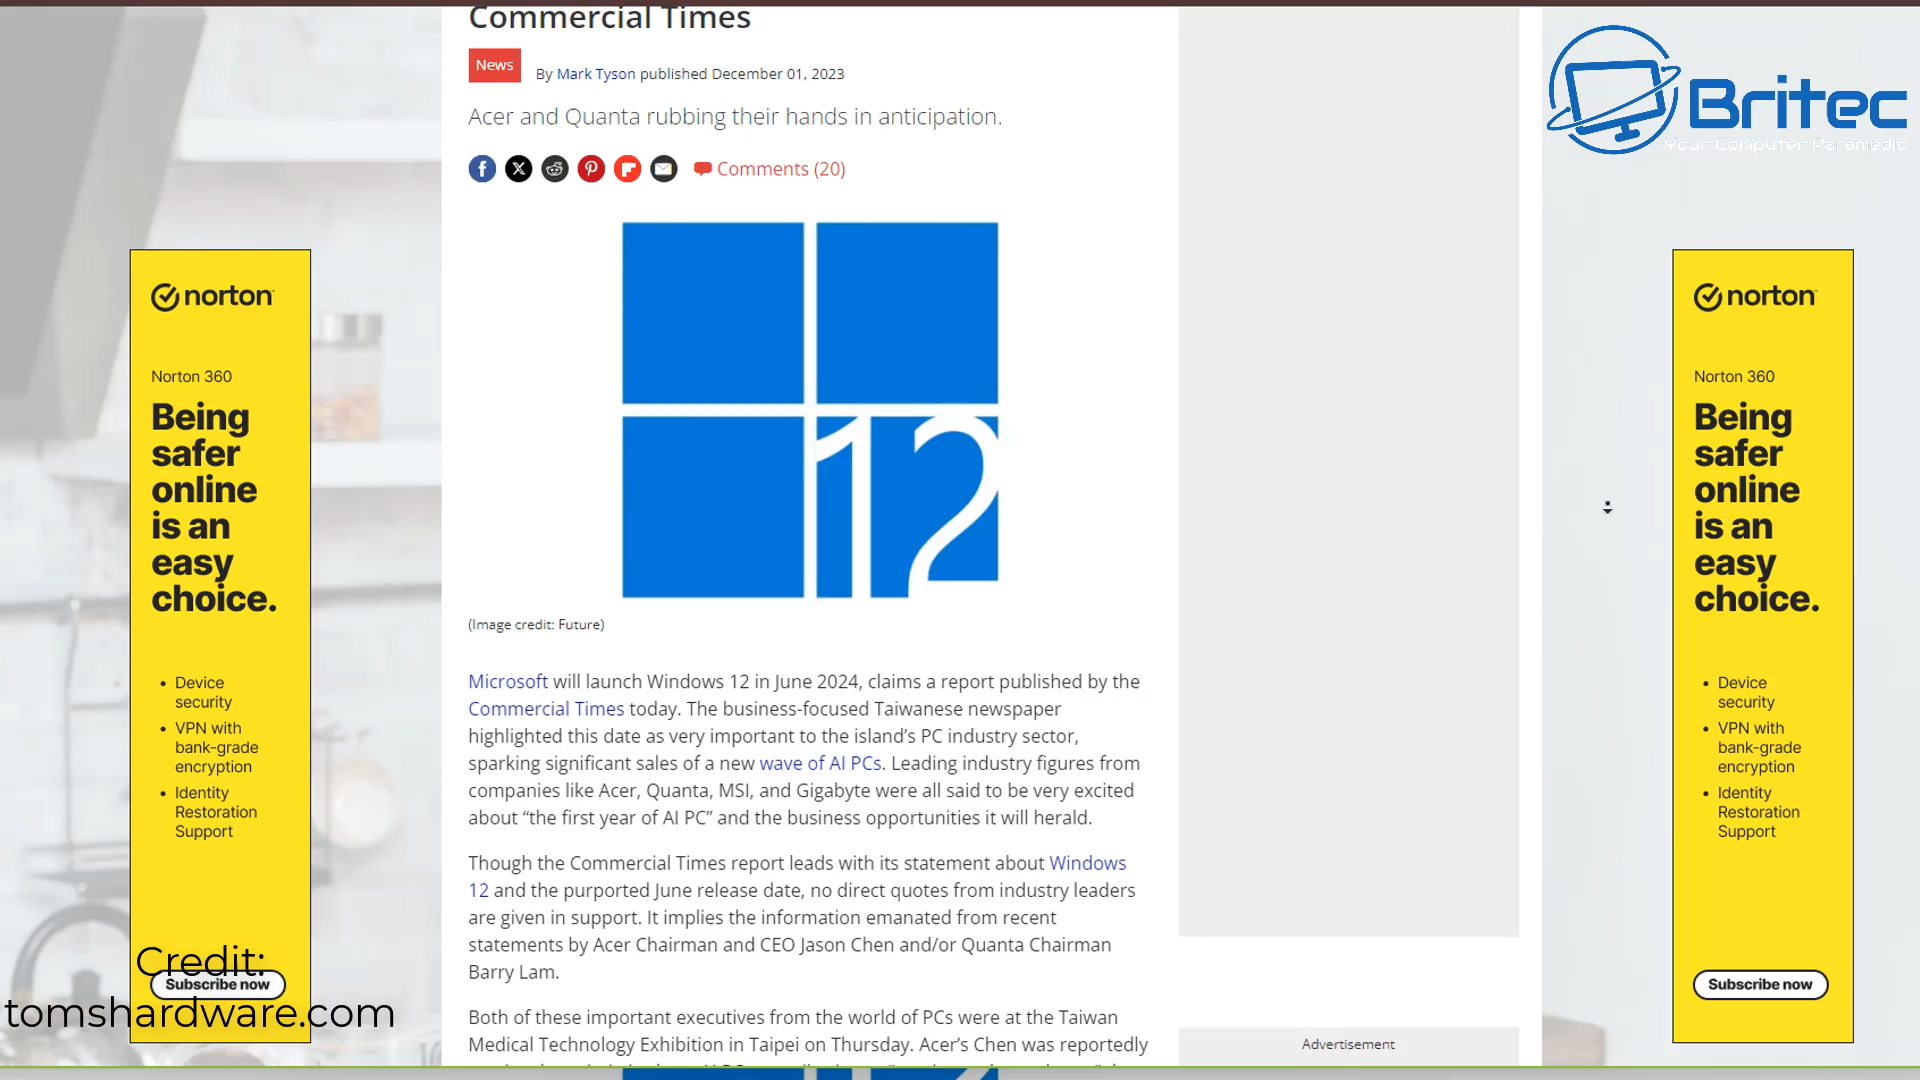 Commercial Times
News
By Mark Tyson published December 01, 2023
Acer and Quanta rubbing their hands in anticipation.
Comments (20)
12
(Image credit: Future)
Microsoft will launch Windows 12 in June 2024, claims a report published by the
Commercial Times today. The business-focused Taiwanese newspaper
highlighted this date as very important to the island’s PC industry sector,
sparking significant sales of a new wave of AI PCs. Leading industry figures from
companies like Acer, Quanta, MSI, and Gigabyte were all said to be very excited
about “the first year of AI PC” and the business opportunities it will herald.
Though the Commercial Times report leads with its statement about Windows
12 and the purported June release date, no direct quotes from industry leaders
are given in support. It implies the information emanated from recent
statements by Acer Chairman and CEO Jason Chen and/or Quanta Chairman
Barry Lam.
Both of these important executives from the world of PCs were at the Taiwan
Medical Technology Exhibition in Taipei on Thursday. Acer’s Chen was reportedly
norton
Norton 360
Being
safer
online
is an
easy
choice.
• Device
security
• VPN with
bank-grade
encryption
• Identity
Restoration
Support
Subscribe now
Credit:
tomshardware.com
Britec
Your Computer Paramedic
norton
Norton 360
Being
safer
online
is an
easy
choice.
• Device
security
• VPN with
bank-grade
encryption
• Identity
Restoration
Support
Subscribe now
Advertisement